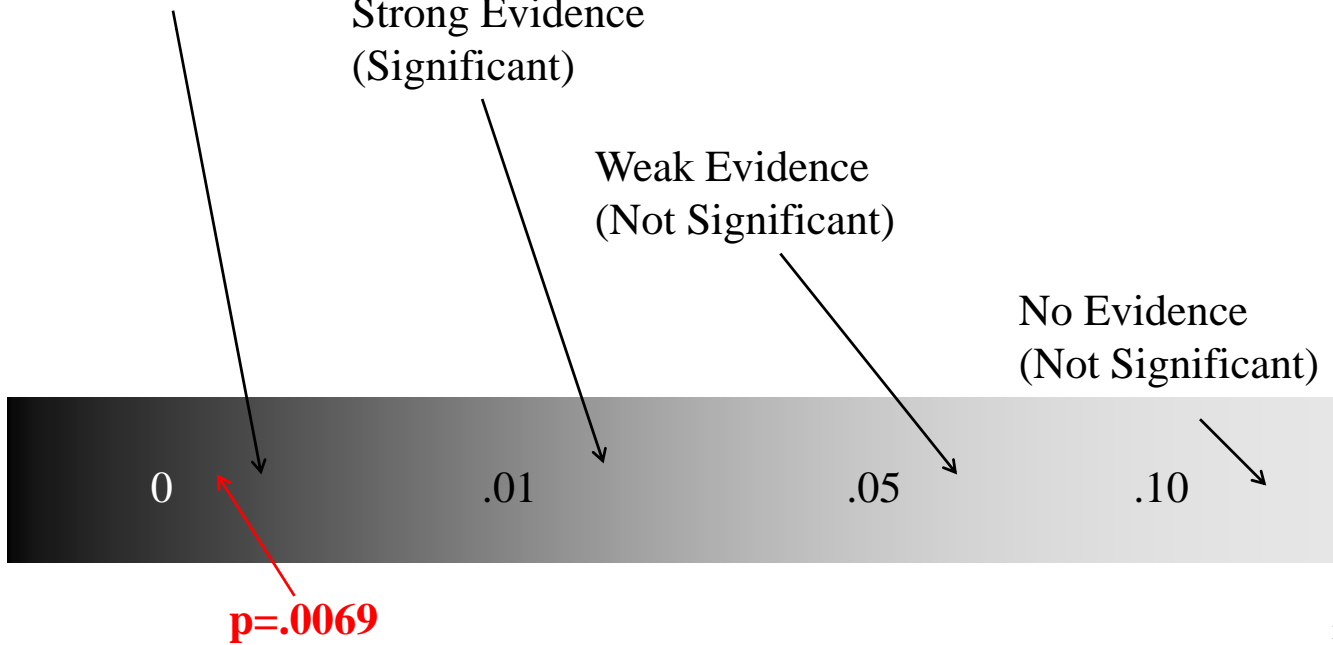 Strong Evidence
(Significant)
Weak Evidence
(Not Significant)
No Evidence
(Not Significant)
0 .01 .05 .10
p=.0069